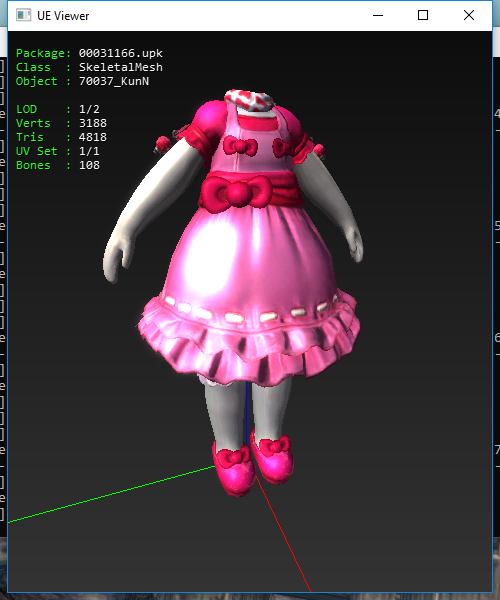 UE Viewer
Package: 00031166.upk
Class : SkeletalMesh
Object : 70037_KunN
LOD : 1/2
Verts : 3188
Tris : 4818
UV Set : 1/1
Bones : 108